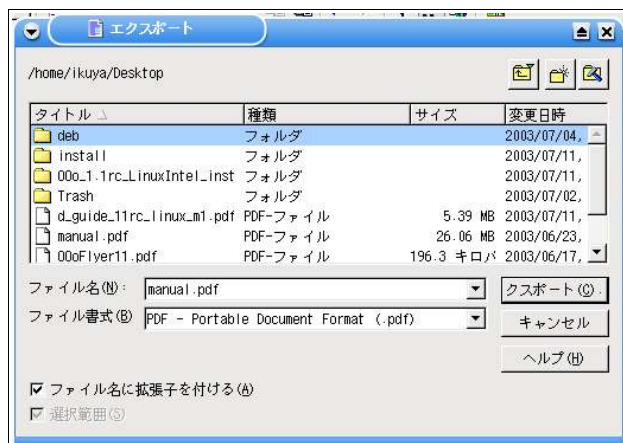 エクスポート
/home/ikuya/Desktop
タイトル 種類 サイズ 変更日時
deb フォルダ 2003/07/04,
install フォルダ 2003/07/11,
OOo_1.1rc_LinuxIntel_inst フォルダ 2003/07/11,
Trash フォルダ 2003/07/02,
d_guide_11rc_linux_m1.pdf PDF-ファイル 5.39 MB 2003/07/11,
manual.pdf PDF-ファイル 26.06 MB 2003/06/23,
OOoFlyer11.pdf PDF-ファイル 196.3 キロバ 2003/06/17,
ファイル名(N): manual.pdf クスポート(O).
ファイル書式(B) PDF - Portable Document Format (.pdf) キャンセル
ヘルプ(H)
ファイル名に拡張子を付ける(A)
選択範囲(S)